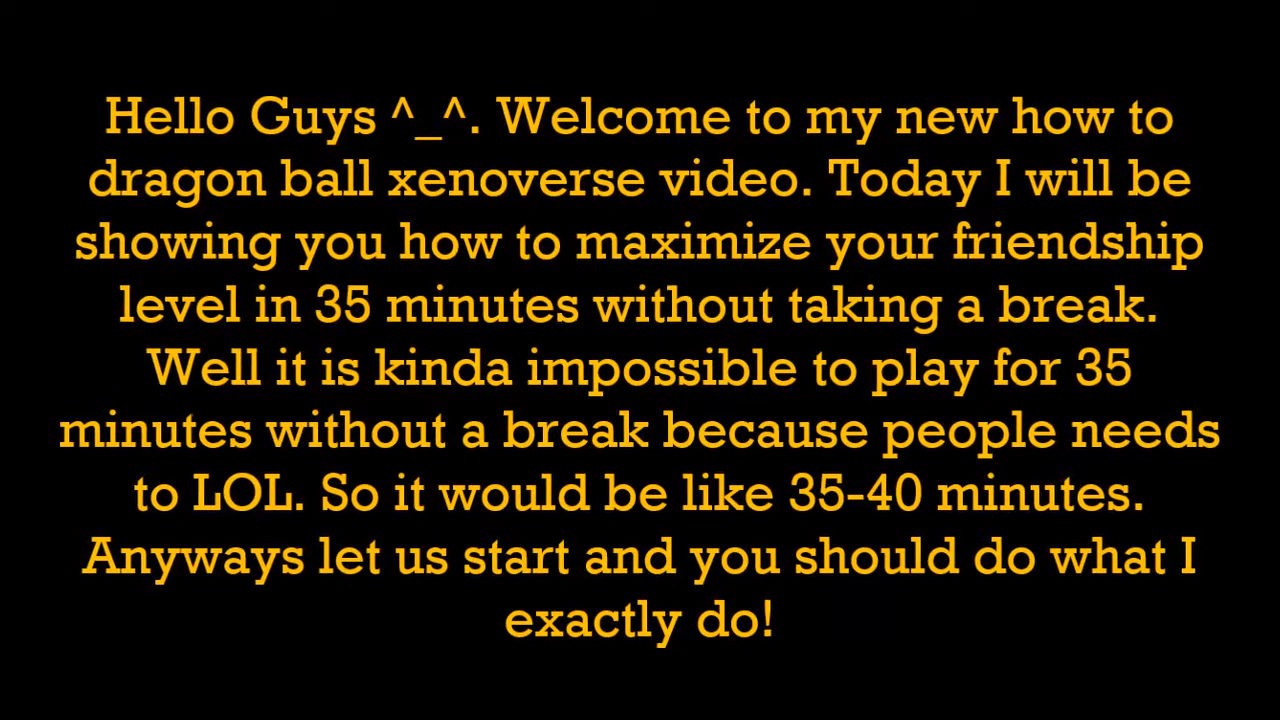 Hello Guys ^_^. Welcome to my new how to
dragon ball xenoverse video. Today I will be
showing you how to maximize your friendship
level in 35 minutes without taking a break.
Well it is kinda impossible to play for 35
minutes without a break because people needs
to LOL. So it would be like 35-40 minutes.
Anyways let us start and you should do what I
exactly do!